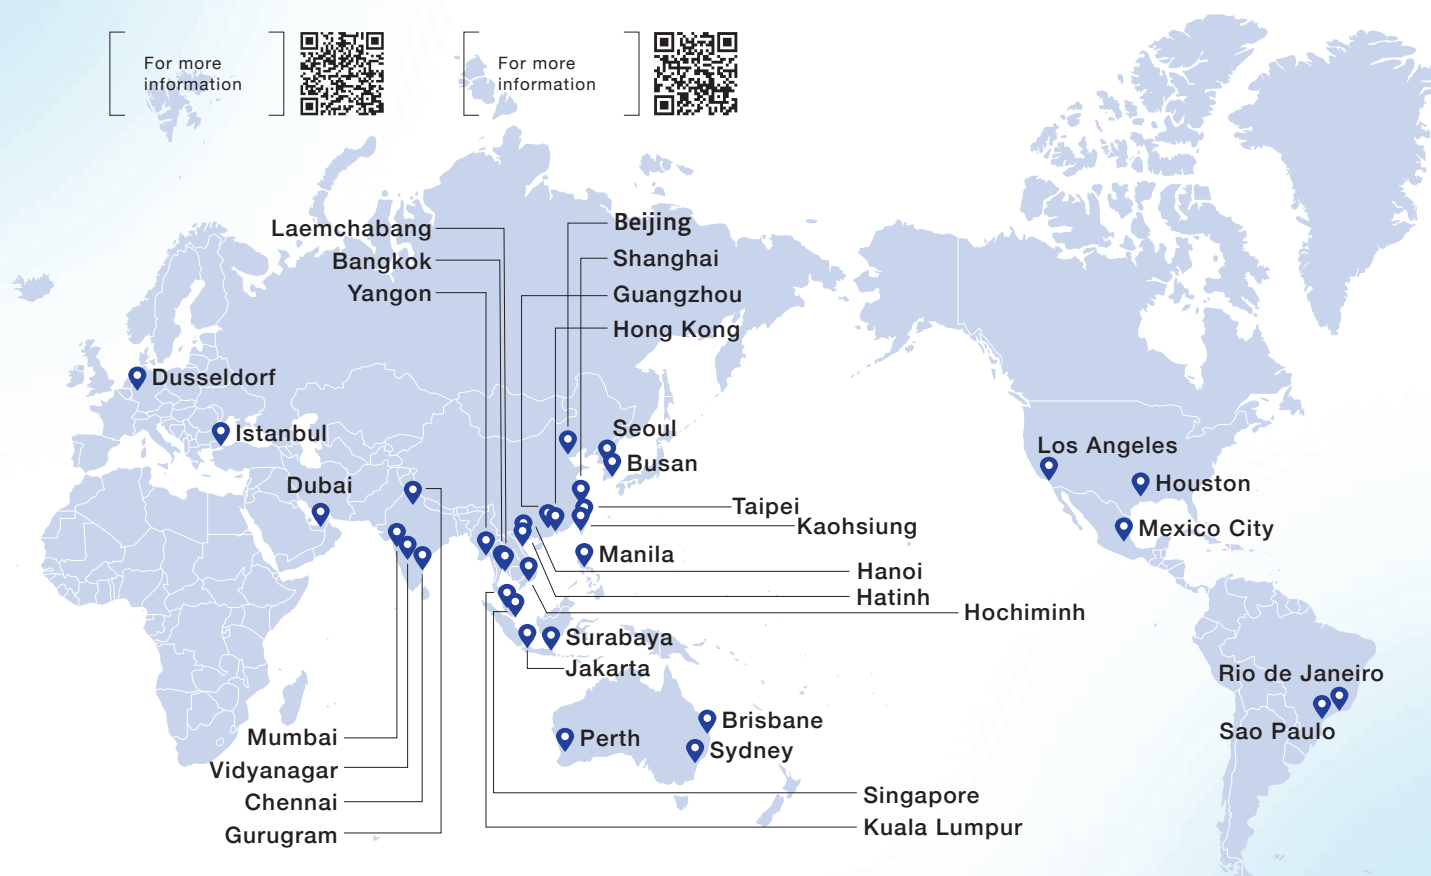 For more
information
For more
information
Laemchabang
Bangkok
Yangon
Beijing
Shanghai
Guangzhou
Hong Kong
Dusseldorf
Istanbul
Dubai
Seoul
Busan
Taipei
Kaohsiung
Manila
Hanoi
Hatinh
Hochiminh
Surabaya
Jakarta
Los Angeles
Houston
Mexico City
Rio de Janeiro
Sao Paulo
Brisbane
Perth
Sydney
Mumbai
Vidyanagar
Chennai
Gurugram
Singapore
Kuala Lumpur